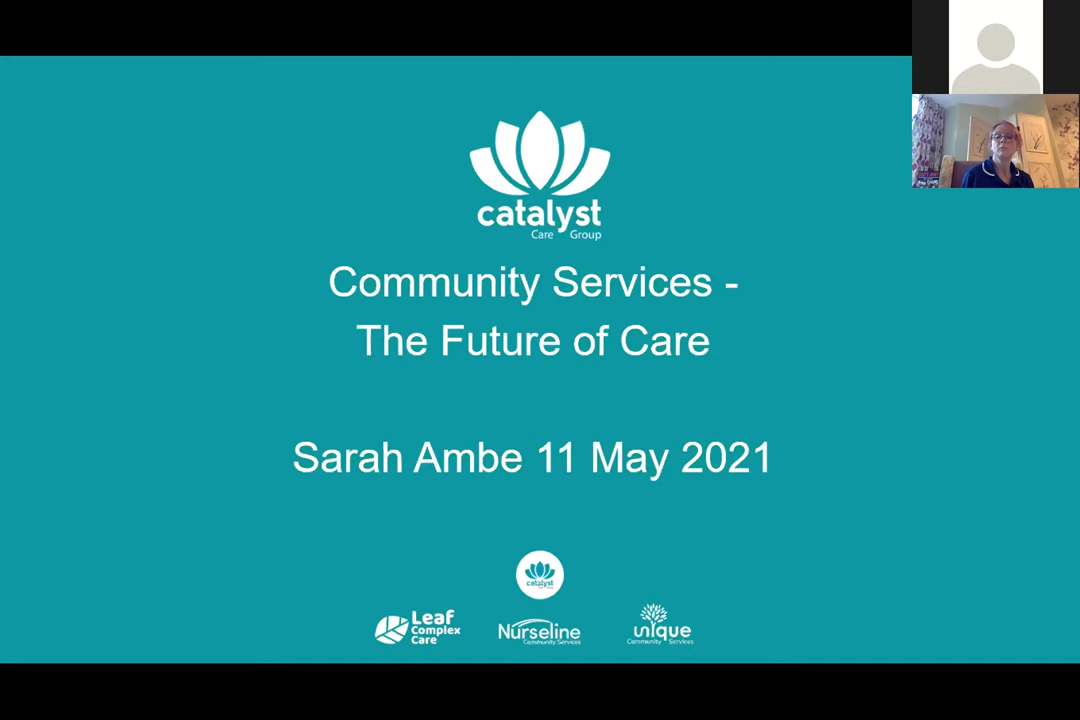 catalyst
Care Group
Community Services -
The Future of Care
Sarah Ambe 11 May 2021
catalyst
Leaf
Complex
Care
Nurseline
Community Services
unique
Community Services